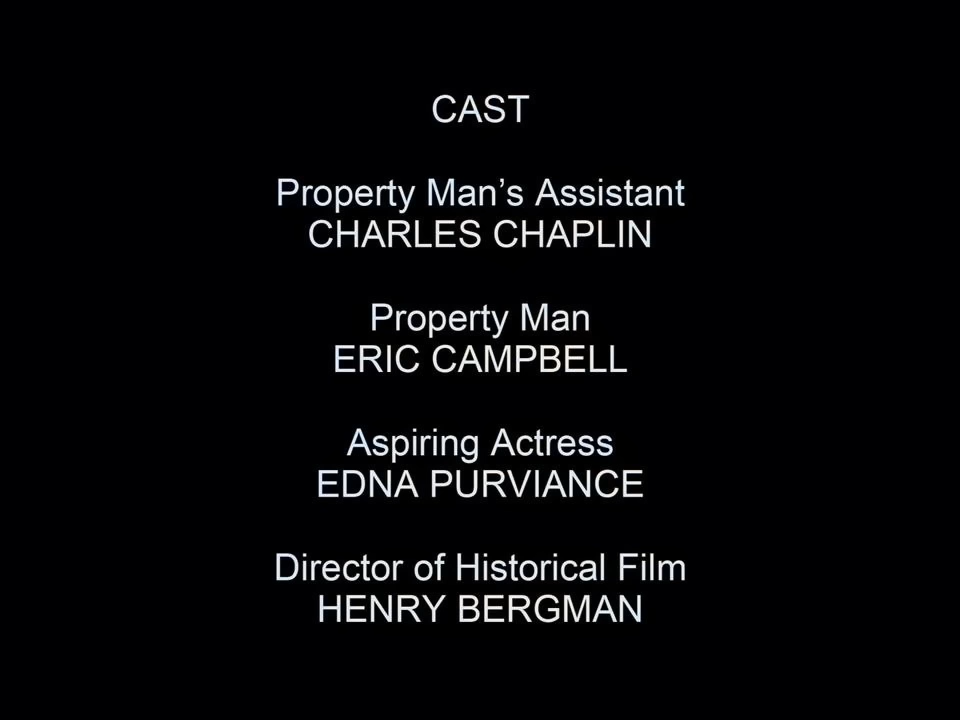 CAST
Property Man’s Assistant
CHARLES CHAPLIN
Property Man
ERIC CAMPBELL
Aspiring Actress
EDNA PURVIANCE
Director of Historical Film
HENRY BERGMAN